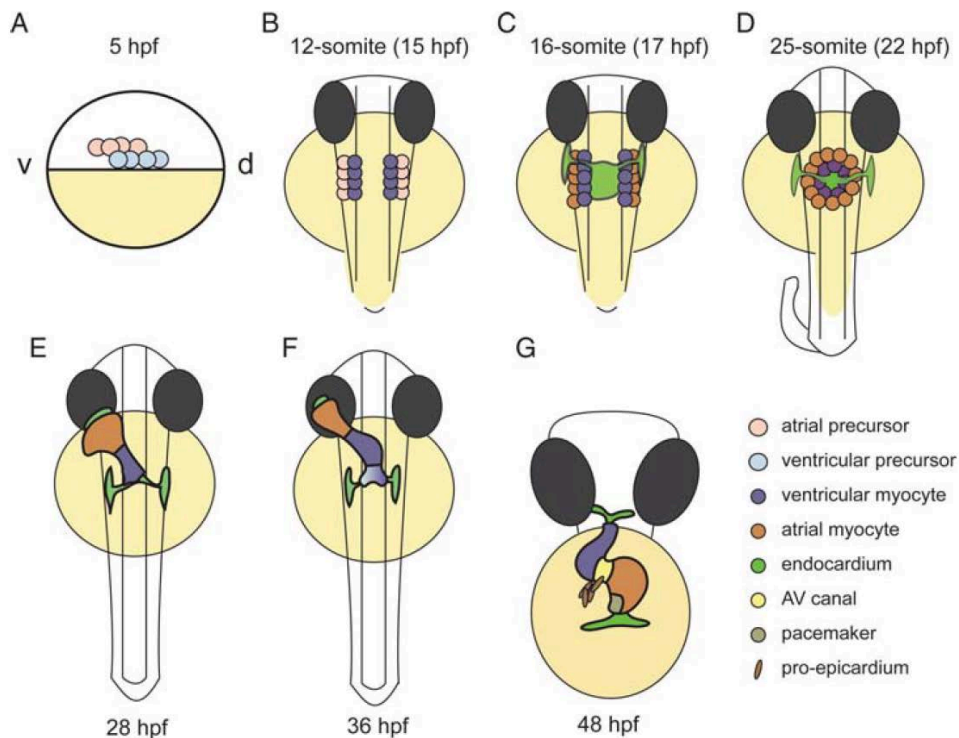 A
5 hpf
v
d
B
12-somite (15 hpf)
C
16-somite (17 hpf)
D
25-somite (22 hpf)
E
28 hpf
F
36 hpf
G
48 hpf
atrial precursor
ventricular precursor
ventricular myocyte
atrial myocyte
endocardium
AV canal
pacemaker
pro-epicardium